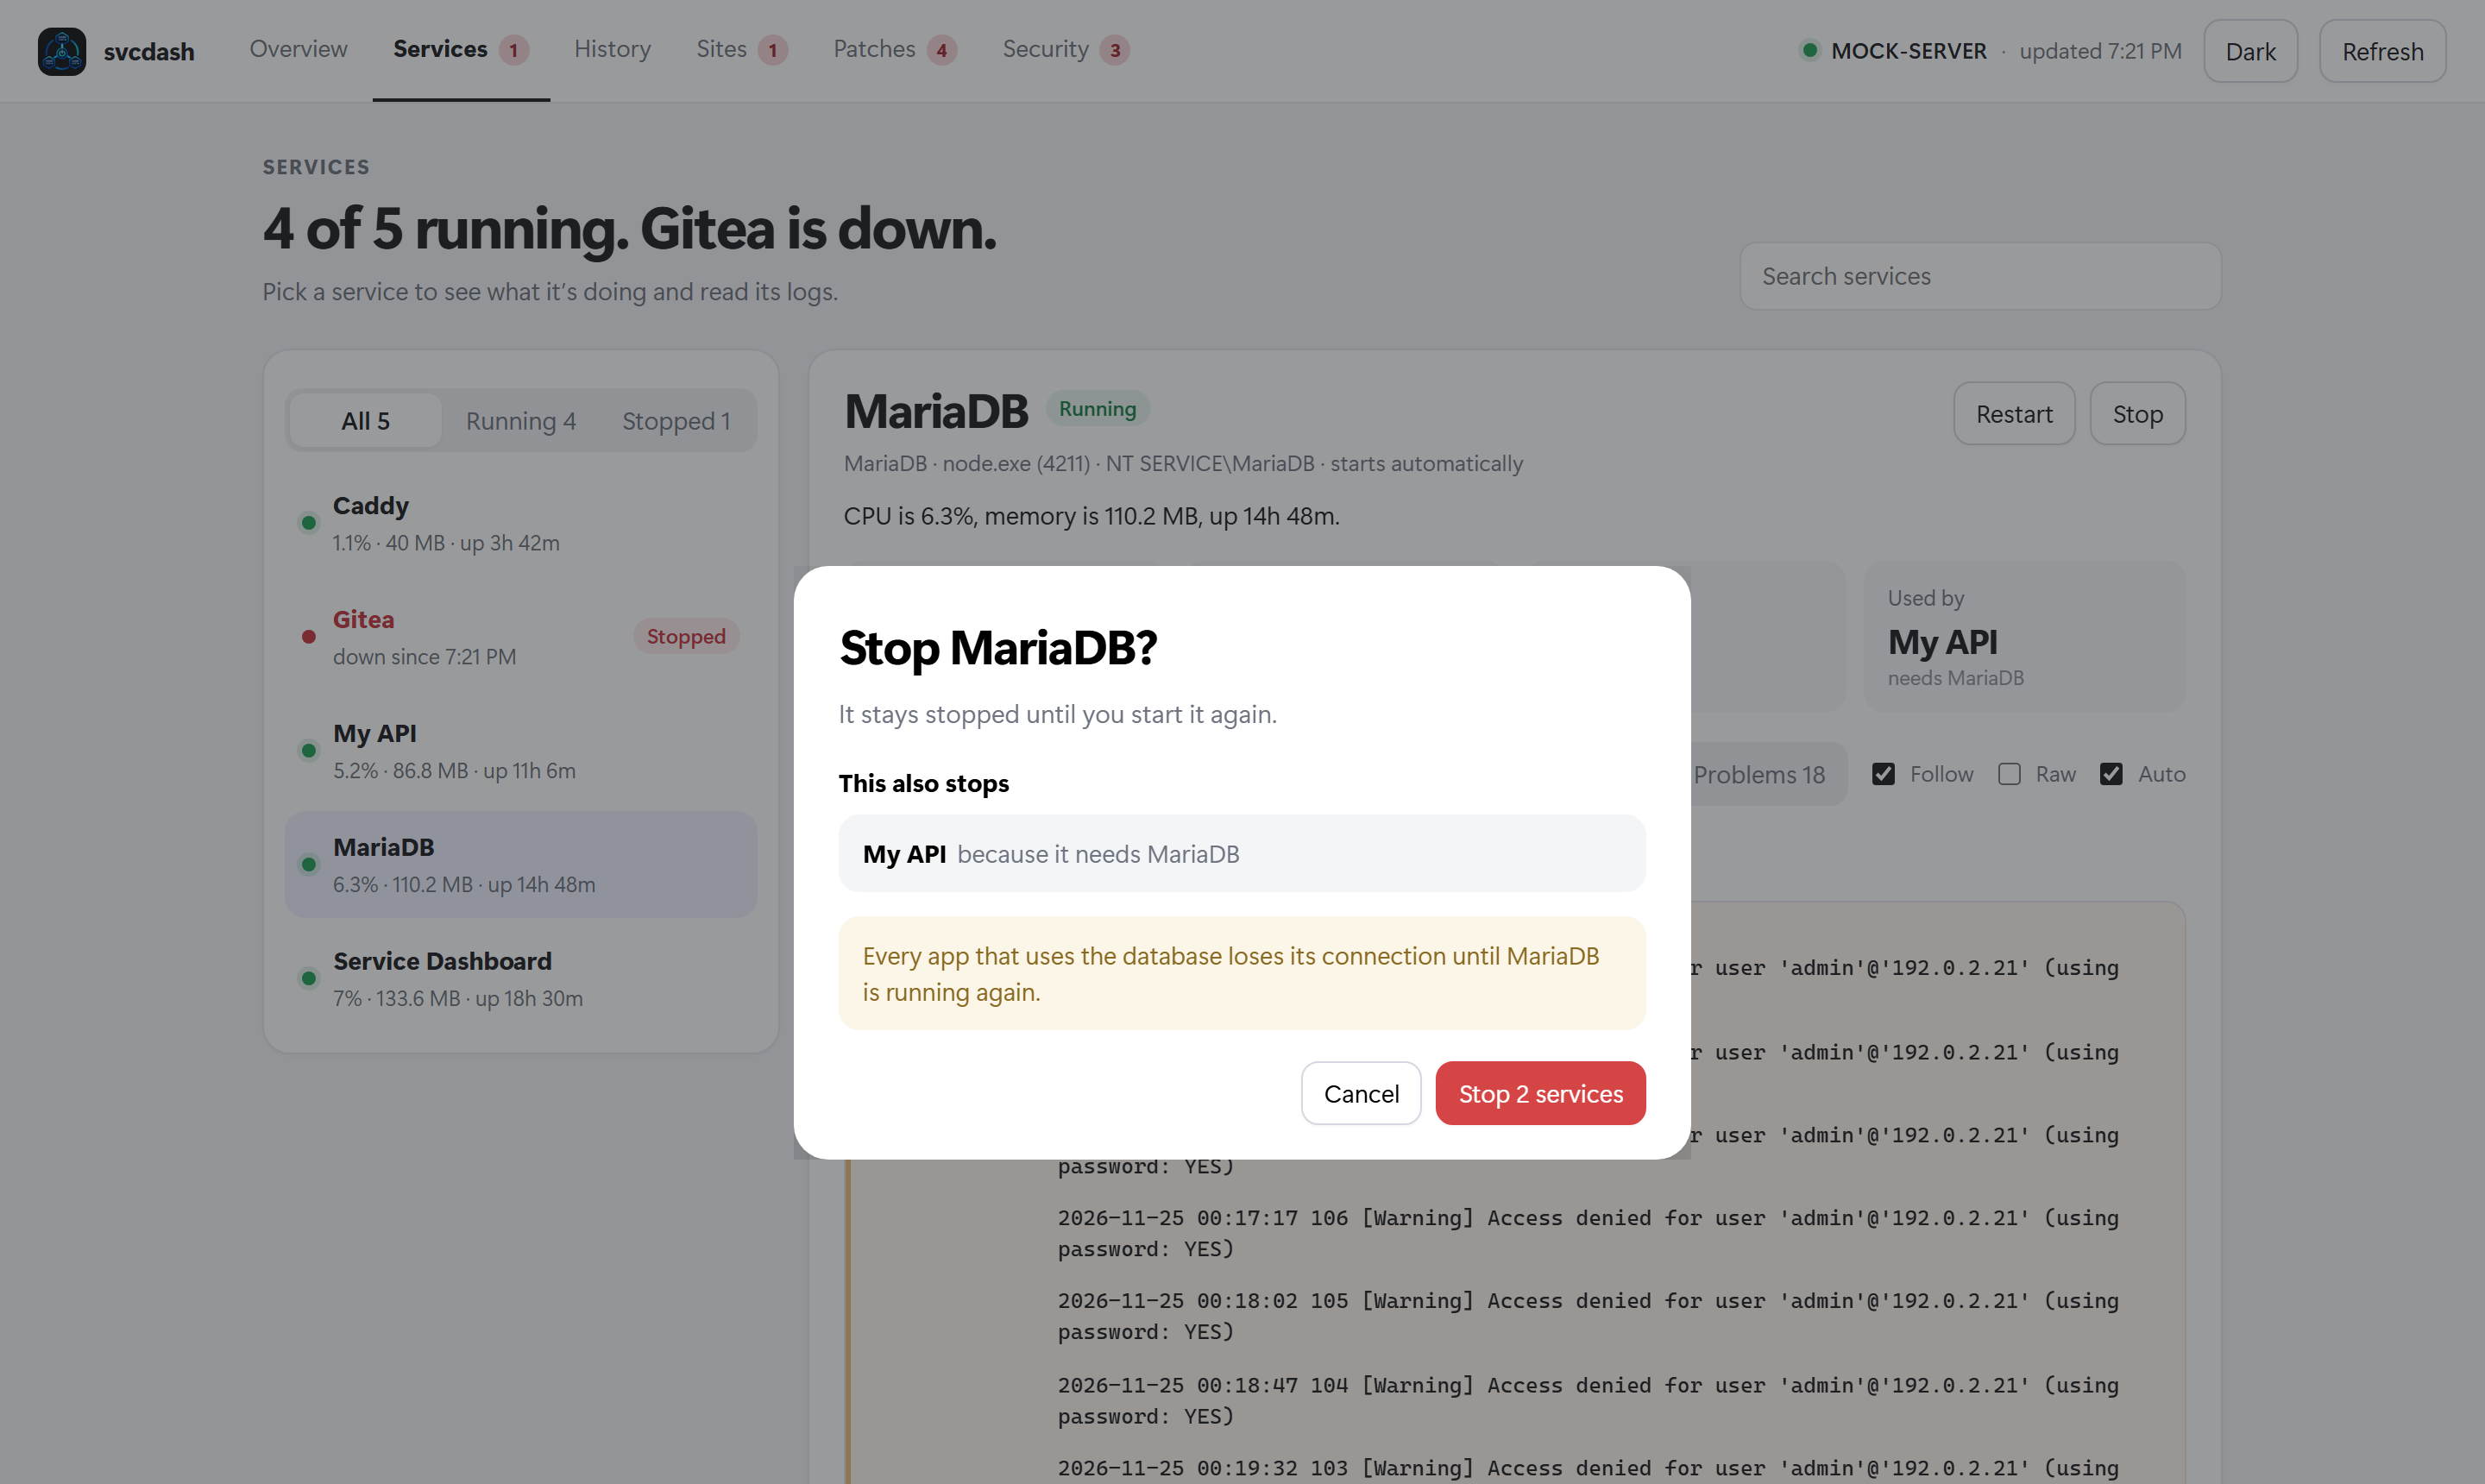 svcdash
Overview
Services 1
History
Sites 1
Patches 4
Security 3
MOCK-SERVER · updated 7:21 PM
Dark
Refresh
SERVICES
4 of 5 running. Gitea is down.
Pick a service to see what it’s doing and read its logs.
Search services
All 5
Running 4
Stopped 1
Caddy
1.1% · 40 MB · up 3h 42m
Gitea
down since 7:21 PM
Stopped
My API
5.2% · 86.8 MB · up 11h 6m
MariaDB
6.3% · 110.2 MB · up 14h 48m
Service Dashboard
7% · 133.6 MB · up 18h 30m
MariaDB
Running
Restart
Stop
MariaDB · node.exe (4211) · NT SERVICE\MariaDB · starts automatically
CPU is 6.3%, memory is 110.2 MB, up 14h 48m.
Used by
My API
needs MariaDB
Problems 18
Follow
Raw
Auto
Stop MariaDB?
It stays stopped until you start it again.
This also stops
My API because it needs MariaDB
Every app that uses the database loses its connection until MariaDB
is running again.
Cancel
Stop 2 services
user 'admin'@'192.0.2.21' (using
user 'admin'@'192.0.2.21' (using
user 'admin'@'192.0.2.21' (using
password: YES)
2026-11-25 00:17:17 106 [Warning] Access denied for user 'admin'@'192.0.2.21' (using
password: YES)
2026-11-25 00:18:02 105 [Warning] Access denied for user 'admin'@'192.0.2.21' (using
password: YES)
2026-11-25 00:18:47 104 [Warning] Access denied for user 'admin'@'192.0.2.21' (using
password: YES)
2026-11-25 00:19:32 103 [Warning] Access denied for user 'admin'@'192.0.2.21' (using